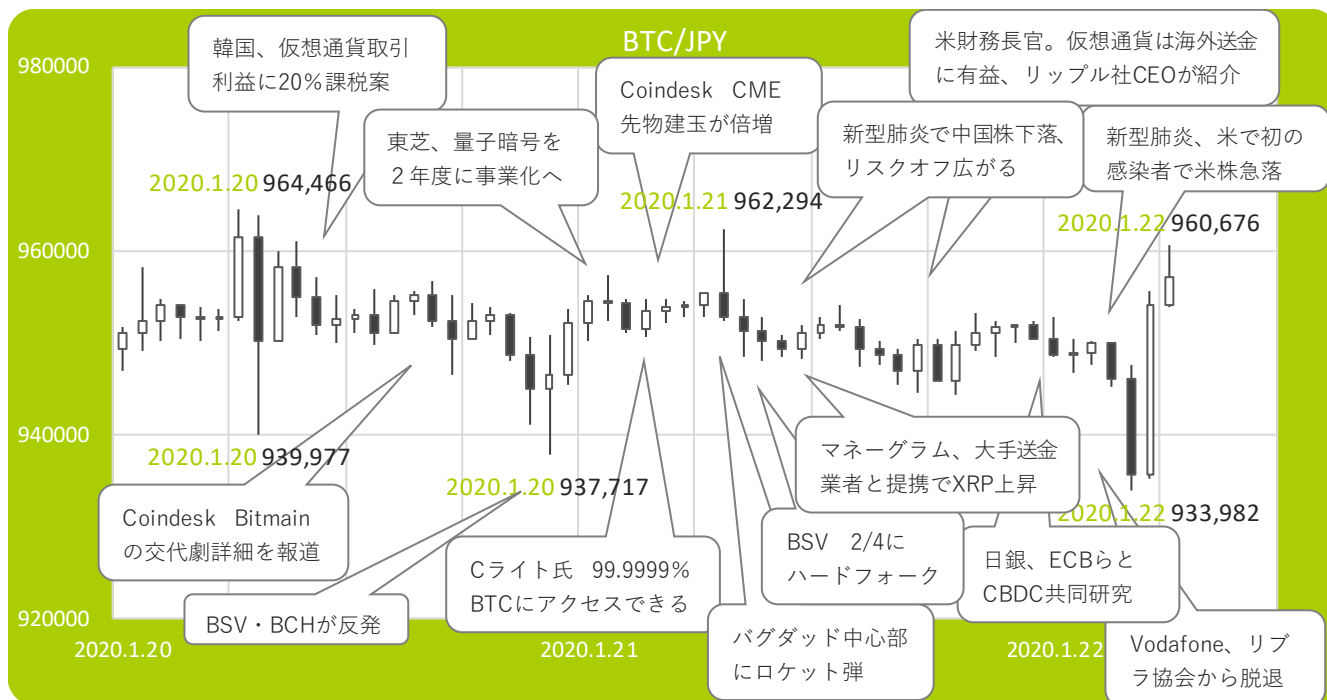 BTC/JPY
980000
960000
940000
920000
2020.1.20
2020.1.21
2020.1.22
韓国、仮想通貨取引
利益に20%課税案
東芝、量子暗号を
２年度に事業化へ
Coindesk　CME
先物建玉が倍増
米財務長官。仮想通貨は海外送金
に有益、リップル社CEOが紹介
新型肺炎で中国株下落、
リスクオフ広がる
新型肺炎、米で初の
感染者で米株急落
2020.1.20 964,466
2020.1.21 962,294
2020.1.22 960,676
2020.1.20 939,977
2020.1.20 937,717
2020.1.22 933,982
Coindesk　Bitmain
の交代劇詳細を報道
BSV・BCHが反発
Cライト氏　99.9999%
BTCにアクセスできる
マネーグラム、大手送金
業者と提携でXRP上昇
BSV　2/4に
ハードフォーク
バグダッド中心部
にロケット弾
日銀、ECBらと
CBDC共同研究
Vodafone、リブ
ラ協会から脱退